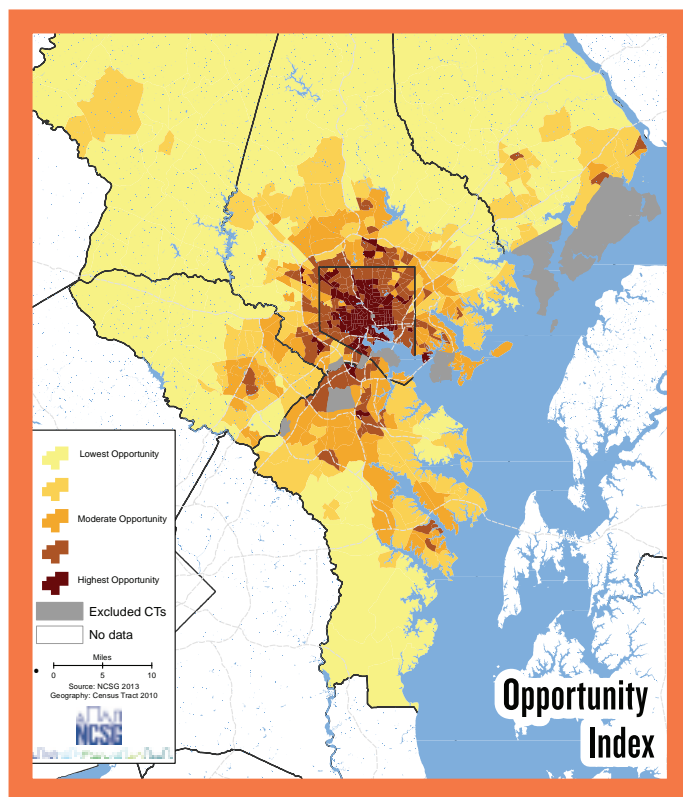 Lowest Opportunity
Moderate Opportunity
Highest Opportunity
Excluded CTs
No data
Miles
0 5 10
Source: NCSG 2013
Geography: Census Tract 2010
NCSG
Opportunity
Index